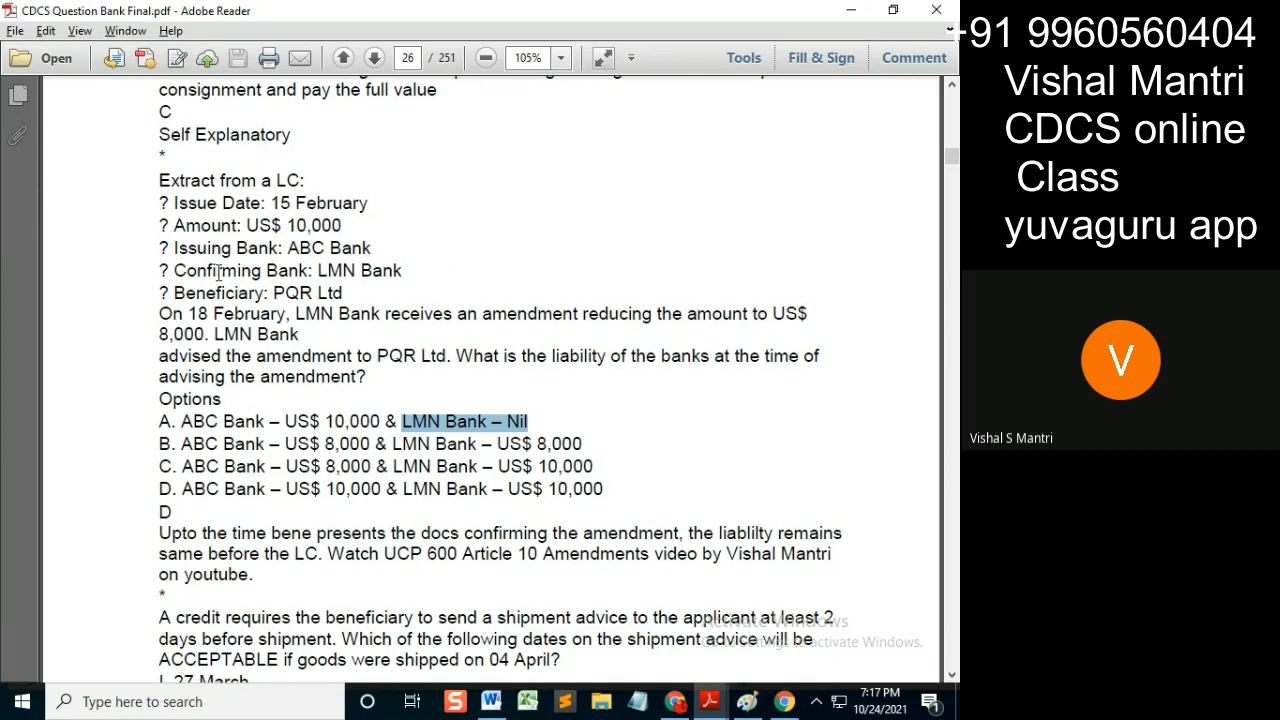 CDCS Question Bank Final.pdf - Adobe Reader
File Edit View Window Help
Open 26 / 251 105% Tools Fill & Sign Comment
consignment and pay the full value
C
Self Explanatory
*
Extract from a LC:
? Issue Date: 15 February
? Amount: US$ 10,000
? Issuing Bank: ABC Bank
? Confirming Bank: LMN Bank
? Beneficiary: PQR Ltd
On 18 February, LMN Bank receives an amendment reducing the amount to US$
8,000. LMN Bank
advised the amendment to PQR Ltd. What is the liability of the banks at the time of
advising the amendment?
Options
A. ABC Bank – US$ 10,000 & LMN Bank – Nil
B. ABC Bank – US$ 8,000 & LMN Bank – US$ 8,000
C. ABC Bank – US$ 8,000 & LMN Bank – US$ 10,000
D. ABC Bank – US$ 10,000 & LMN Bank – US$ 10,000
D
Upto the time bene presents the docs confirming the amendment, the liablilty remains
same before the LC. Watch UCP 600 Article 10 Amendments video by Vishal Mantri
on youtube.
*
A credit requires the beneficiary to send a shipment advice to the applicant at least 2
days before shipment. Which of the following dates on the shipment advice will be
ACCEPTABLE if goods were shipped on 04 April?
I. 27 March
Activate Windows
Go to Settings to activate Windows.
Type here to search
7:17 PM
10/24/2021
+91 9960560404
Vishal Mantri
CDCS online
Class
yuvaguru app
V
Vishal S Mantri